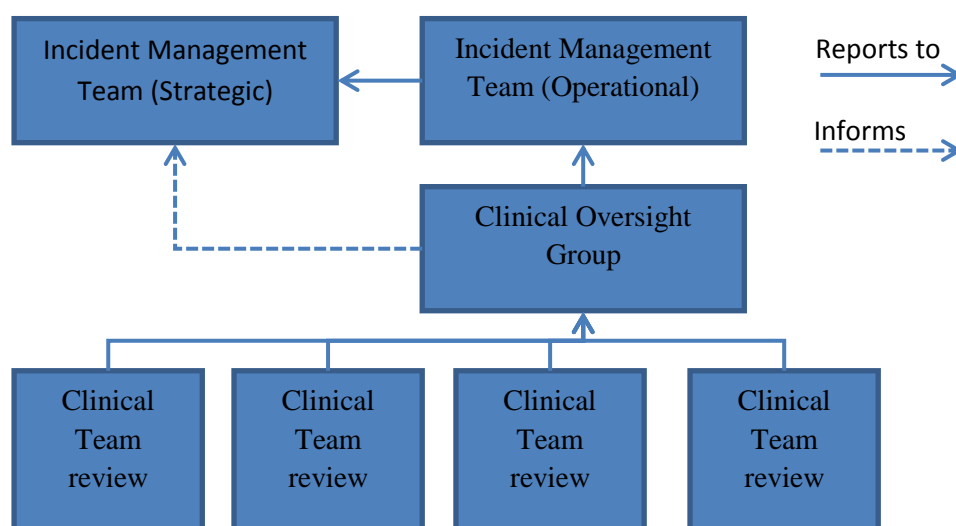 Incident Management
Team (Strategic)
Incident Management
Team (Operational)
Reports to
Informs
Clinical Oversight
Group
Clinical
Team
review
Clinical
Team
review
Clinical
Team
review
Clinical
Team
review